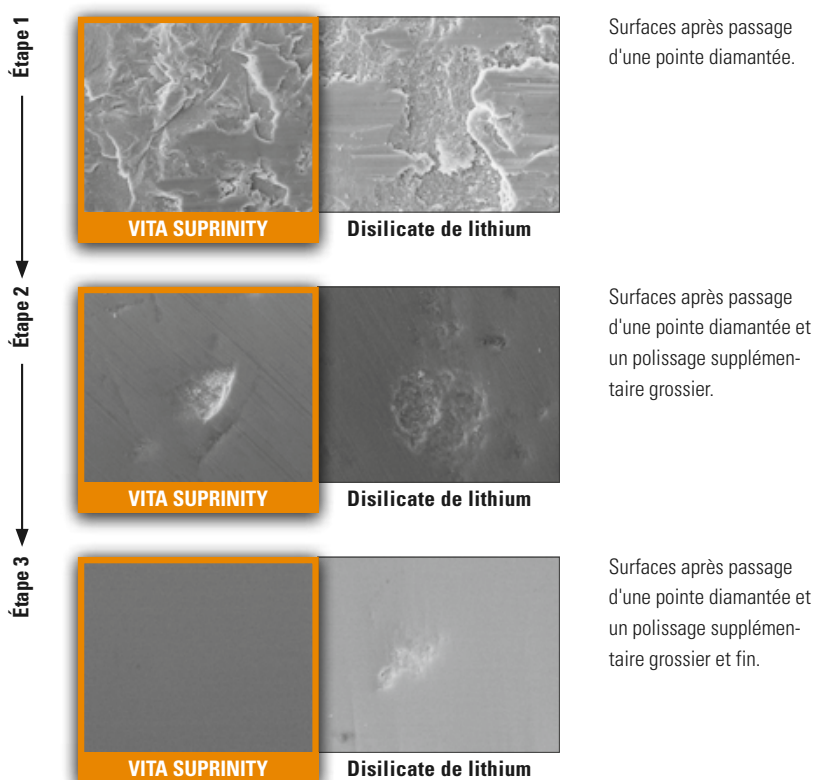 Étape 1
Surfaces après passage
d'une pointe diamantée.
VITA SUPRINITY
Disilicate de lithium
Étape 2
Surfaces après passage
d'une pointe diamantée et
un polissage supplémen-
taire grossier.
VITA SUPRINITY
Disilicate de lithium
Étape 3
Surfaces après passage
d'une pointe diamantée et
un polissage supplémen-
taire grossier et fin.
VITA SUPRINITY
Disilicate de lithium